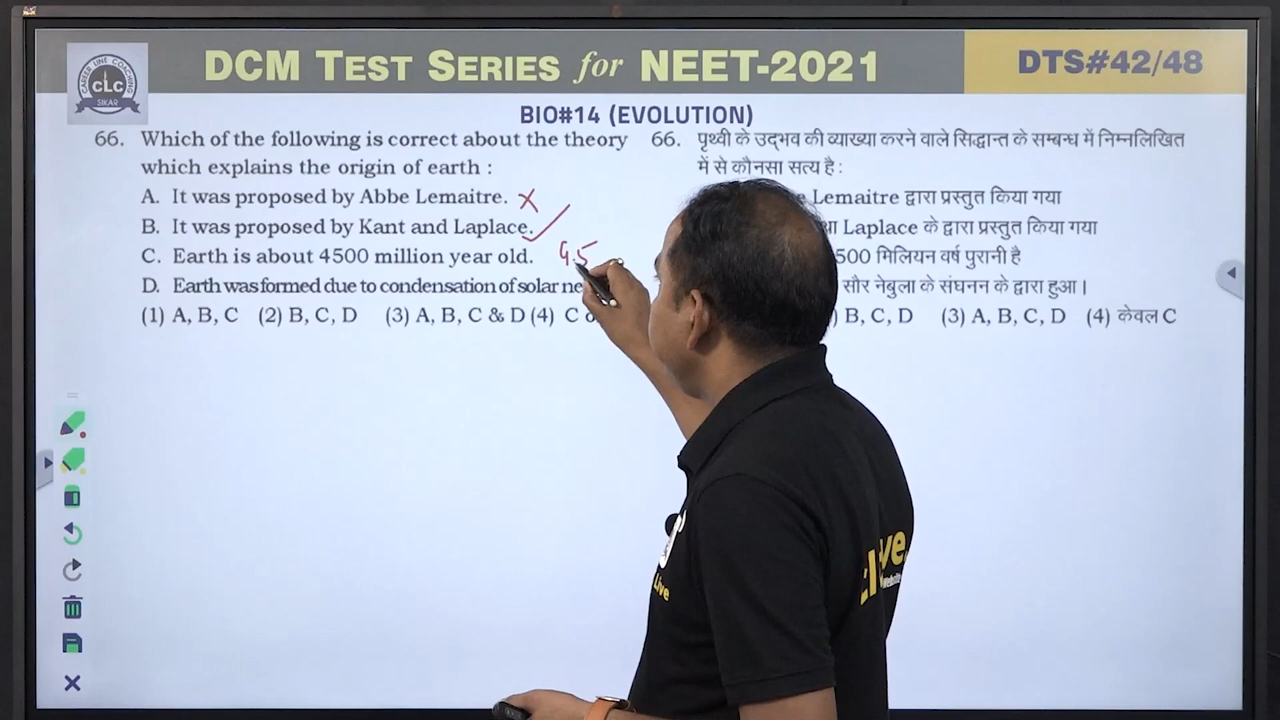 DCM TEST SERIES for NEET-2021
DTS#42/48
CAREER LINE COACHING
CLC
SIKAR
BIO#14 (EVOLUTION)
66. Which of the following is correct about the theory
which explains the origin of earth :
A. It was proposed by Abbe Lemaitre. ✗
B. It was proposed by Kant and Laplace. ✓
C. Earth is about 4500 million year old. 4.5
D. Earth was formed due to condensation of solar ne
(1) A, B, C (2) B, C, D (3) A, B, C & D (4) C
66. पृथ्वी के उद्भव की व्याख्या करने वाले सिद्धान्त के सम्बन्ध में निम्नलिखित
में से कौनसा सत्य है :
Lemaitre द्वारा प्रस्तुत किया गया
Laplace के द्वारा प्रस्तुत किया गया
500 मिलियन वर्ष पुरानी है
सौर नेबुला के संघनन के द्वारा हुआ।
B, C, D (3) A, B, C, D (4) केवल C
Live